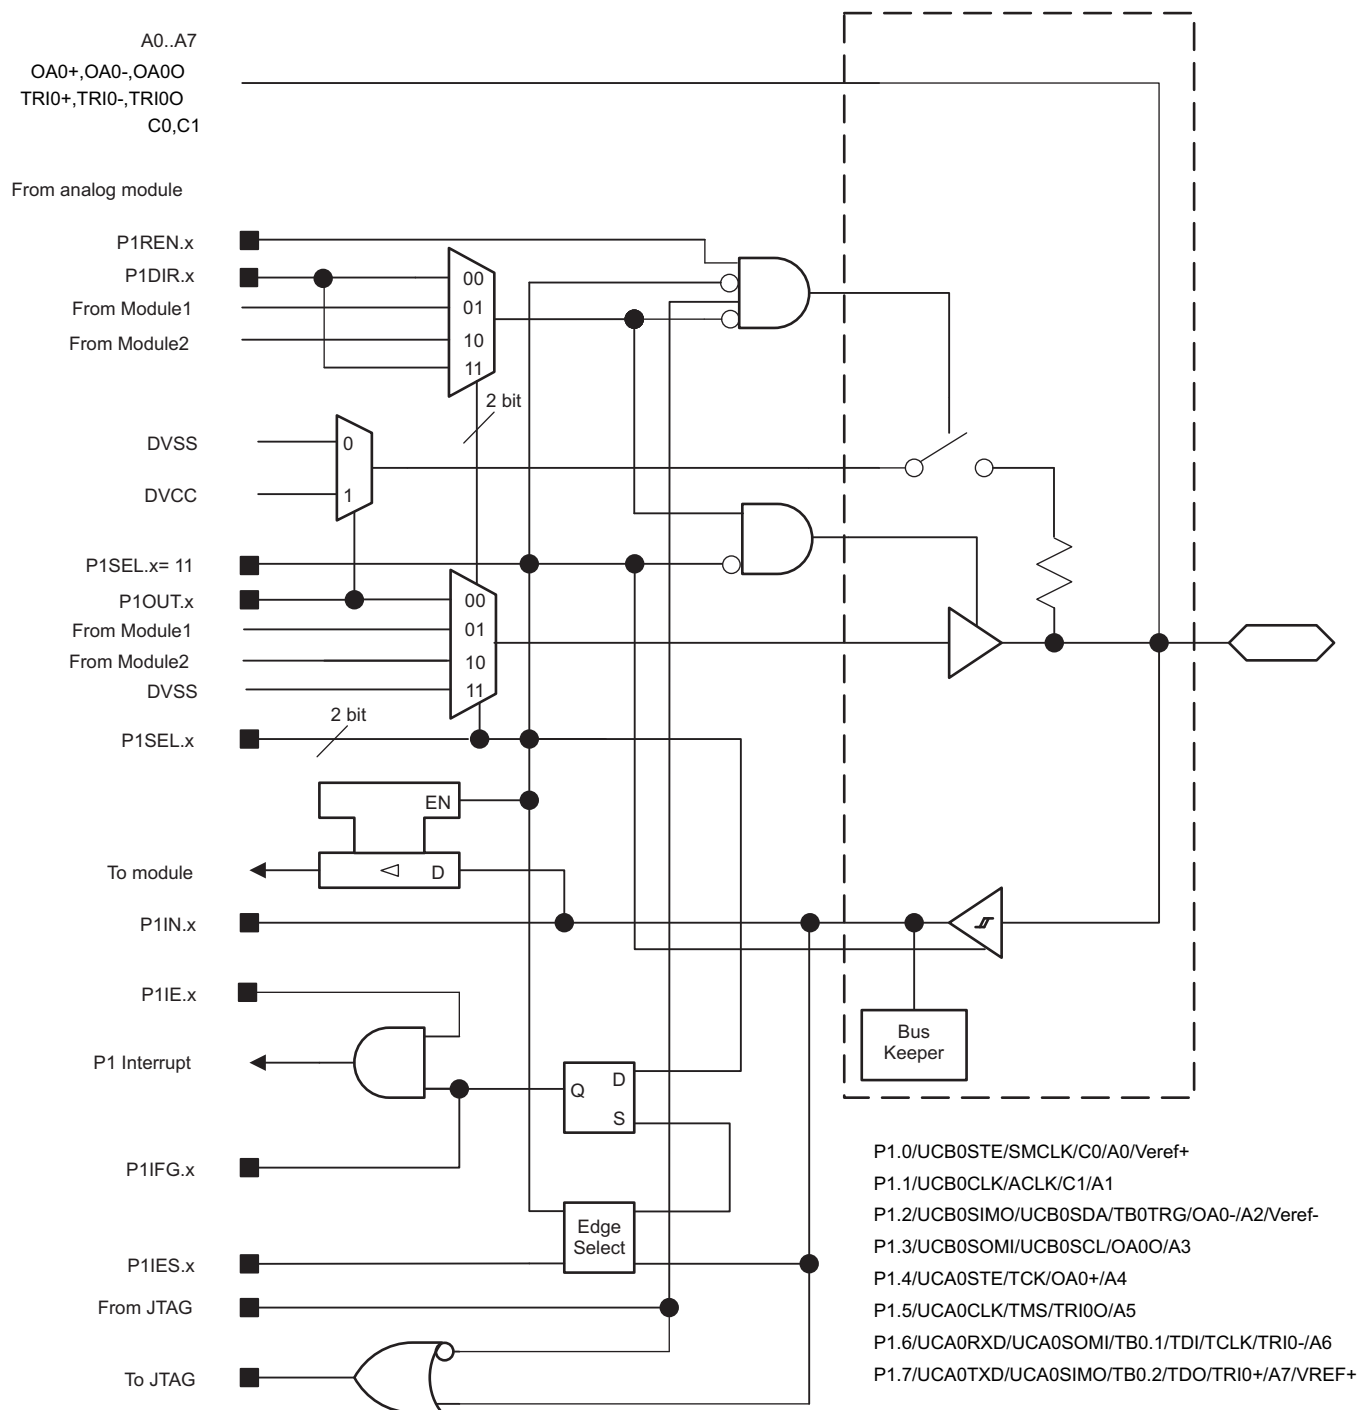 A0..A7
OA0+,OA0-,OA0O
TRI0+,TRI0-,TRI0O
C0,C1
From analog module
P1REN.x
P1DIR.x
From Module1
From Module2
00
01
10
11
2 bit
DVSS
DVCC
0
1
P1SEL.x= 11
P1OUT.x
From Module1
From Module2
DVSS
00
01
10
11
P1SEL.x
2 bit
EN
D
To module
P1IN.x
P1IE.x
P1 Interrupt
Q
D
S
Bus
Keeper
P1IFG.x
Edge
Select
P1IES.x
From JTAG
To JTAG
P1.0/UCB0STE/SMCLK/C0/A0/Veref+
P1.1/UCB0CLK/ACLK/C1/A1
P1.2/UCB0SIMO/UCB0SDA/TB0TRG/OA0-/A2/Veref-
P1.3/UCB0SOMI/UCB0SCL/OA0O/A3
P1.4/UCA0STE/TCK/OA0+/A4
P1.5/UCA0CLK/TMS/TRI0O/A5
P1.6/UCA0RXD/UCA0SOMI/TB0.1/TDI/TCLK/TRI0-/A6
P1.7/UCA0TXD/UCA0SIMO/TB0.2/TDO/TRI0+/A7/VREF+